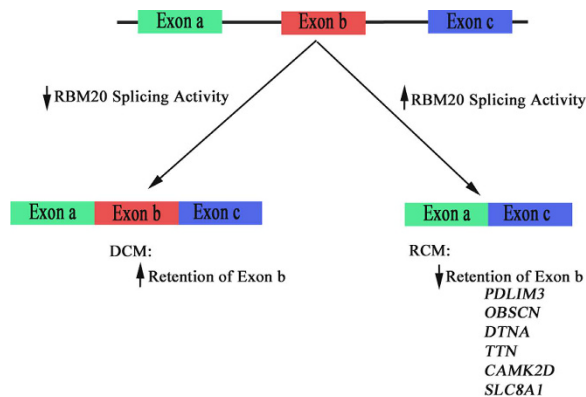 Exon a Exon b Exon c
↓RBM20 Splicing Activity ↑RBM20 Splicing Activity
Exon a Exon b Exon c Exon a Exon c
DCM: RCM:
↑Retention of Exon b ↓Retention of Exon b
PDLIM3
OBSCN
DTNA
TTN
CAMK2D
SLC8A1